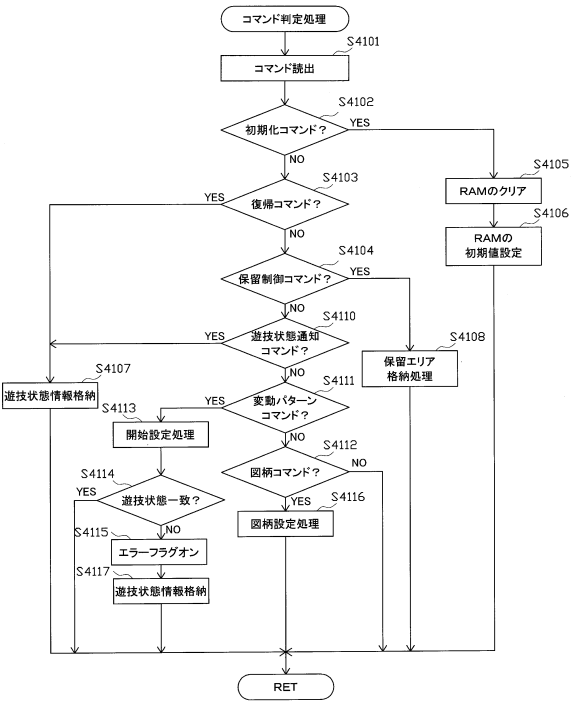 コマンド判定処理
S4101
コマンド読出
S4102
初期化コマンド？
YES
NO
S4103
復帰コマンド？
YES
NO
S4105
RAMのクリア
S4106
RAMの
初期値設定
S4104
保留制御コマンド？
YES
NO
S4110
遊技状態通知
コマンド？
YES
NO
S4108
保留エリア
格納処理
S4107
遊技状態情報格納
S4111
変動パターン
コマンド？
YES
NO
S4113
開始設定処理
S4112
図柄コマンド？
NO
YES
S4114
遊技状態一致？
YES
NO
S4116
図柄設定処理
S4115
エラーフラグオン
S4117
遊技状態情報格納
RET